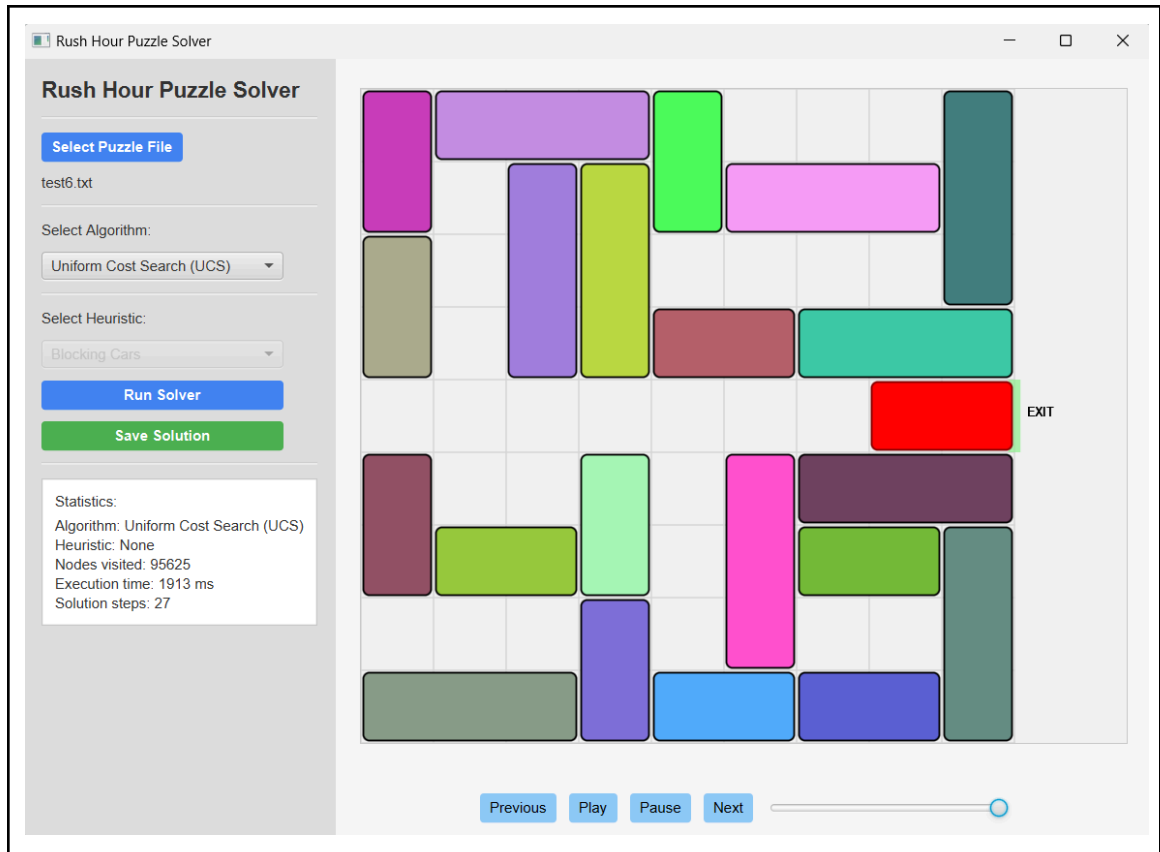 Rush Hour Puzzle Solver
Rush Hour Puzzle Solver
Select Puzzle File
test6.txt
Select Algorithm:
Uniform Cost Search (UCS)
Select Heuristic:
Blocking Cars
Run Solver
Save Solution
Statistics:
Algorithm: Uniform Cost Search (UCS)
Heuristic: None
Nodes visited: 95625
Execution time: 1913 ms
Solution steps: 27
EXIT
Previous Play Pause Next